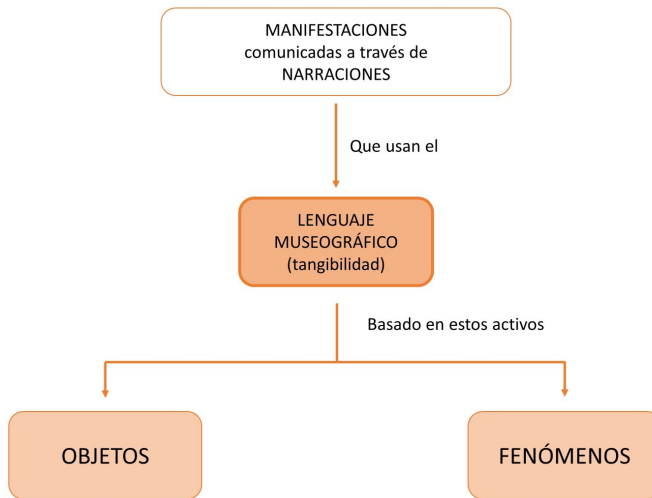 MANIFESTACIONES
comunicadas a través de
NARRACIONES
Que usan el
LENGUAJE
MUSEOGRÁFICO
(tangibilidad)
Basado en estos activos
OBJETOS
FENÓMENOS